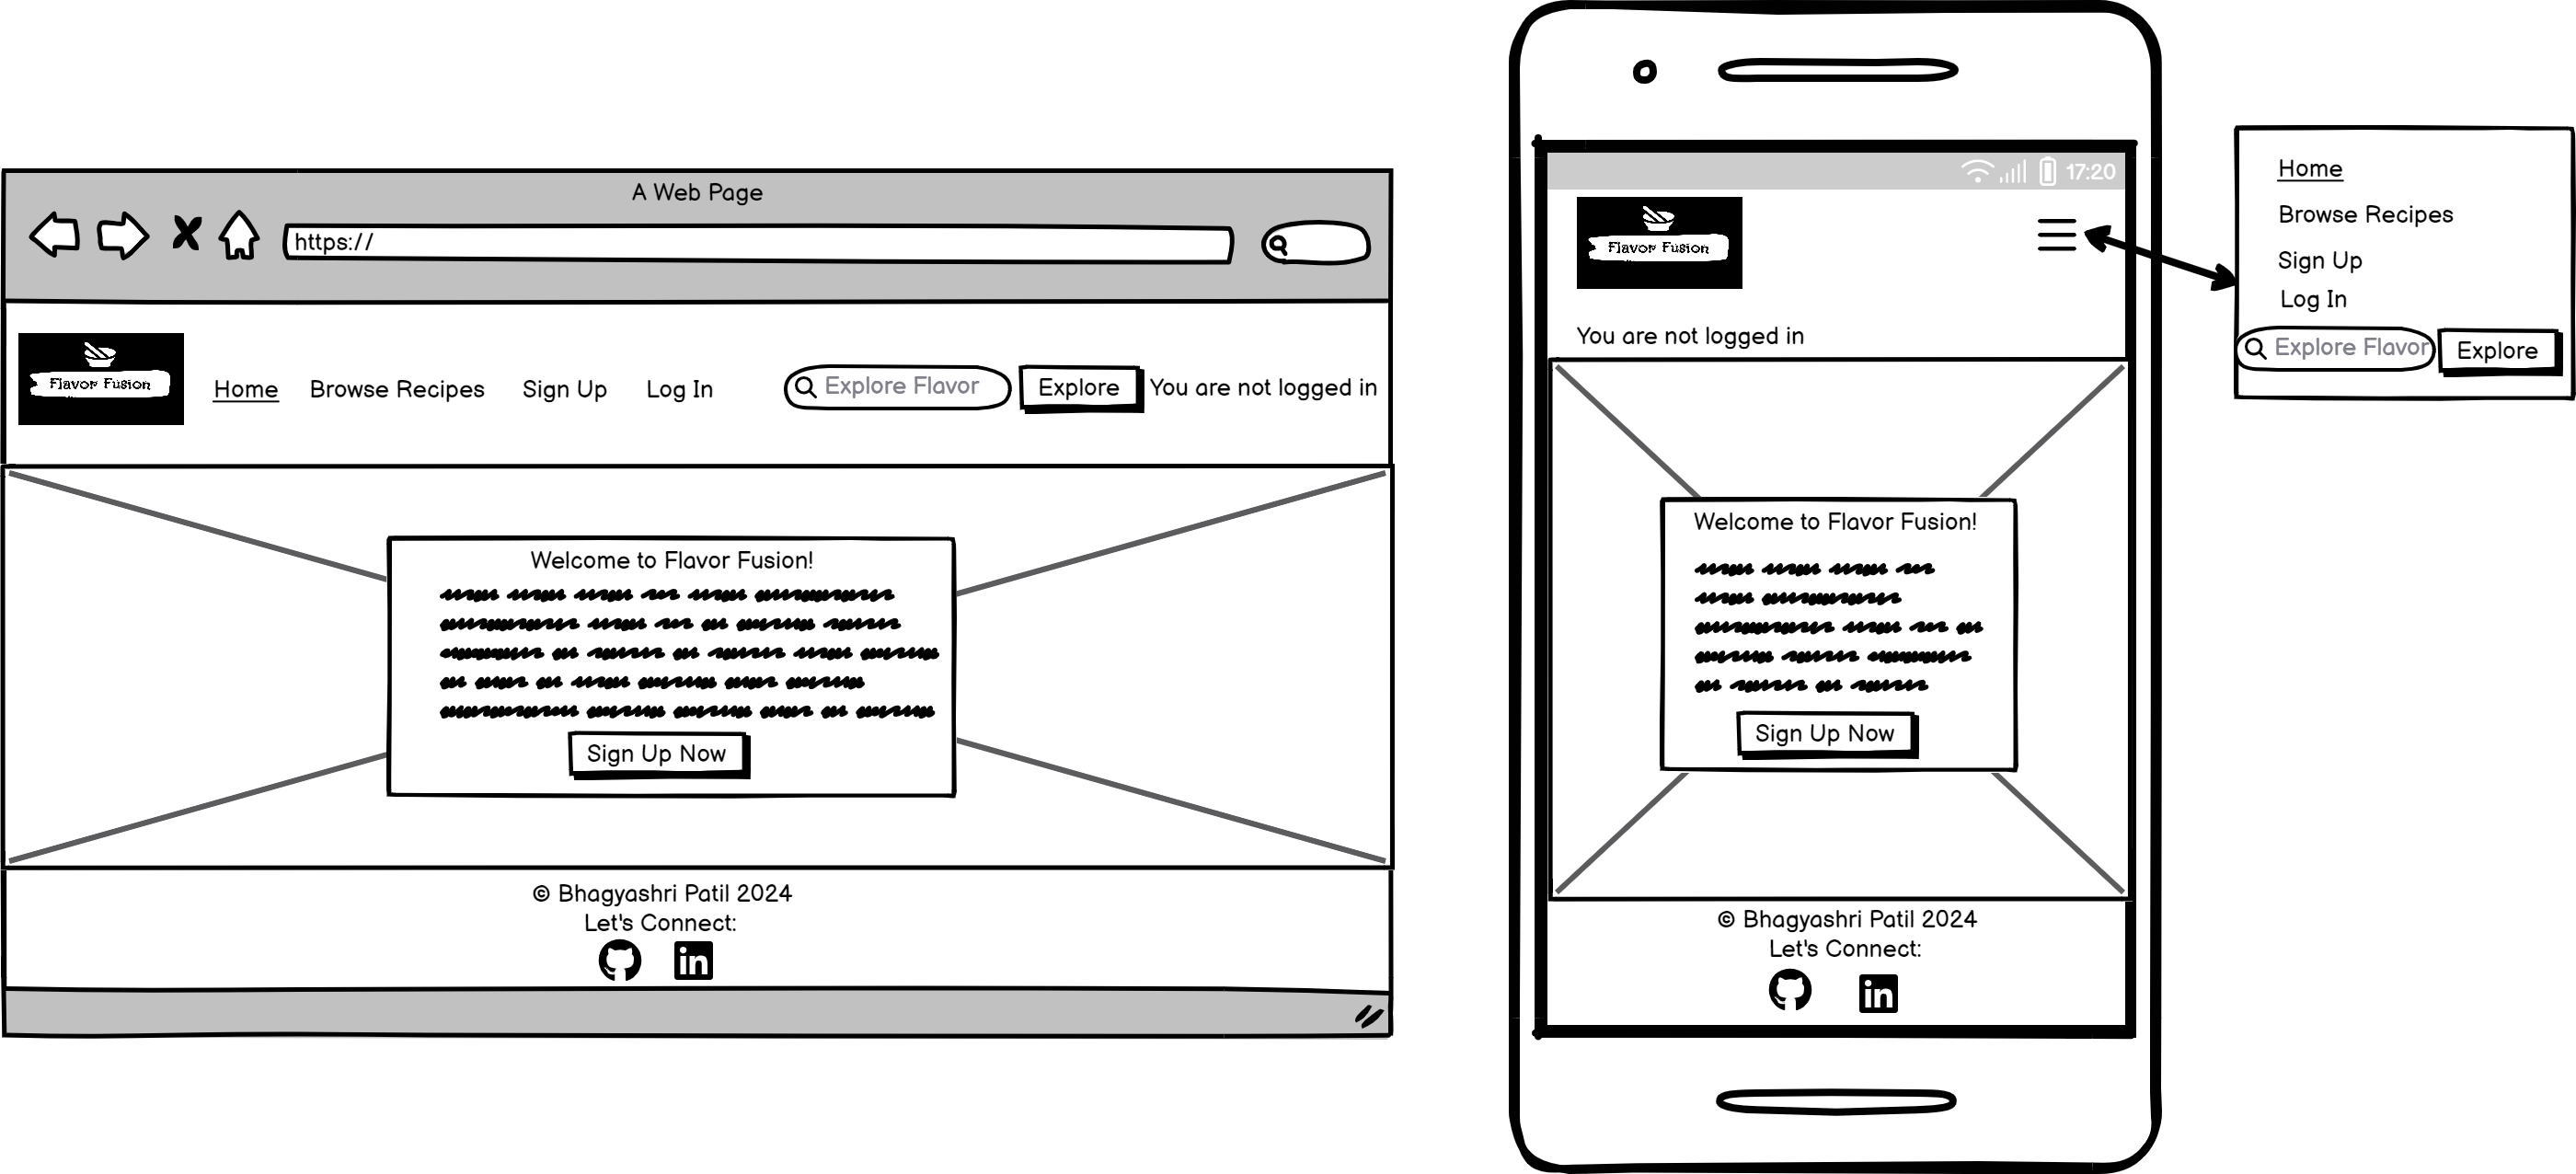 A Web Page
https://
Flavor Fusion
Home Browse Recipes Sign Up Log In Explore Flavor Explore You are not logged in
Welcome to Flavor Fusion!
Sign Up Now
© Bhagyashri Patil 2024
Let's Connect:
in
17:20
Flavor Fusion
You are not logged in
Welcome to Flavor Fusion!
Sign Up Now
© Bhagyashri Patil 2024
Let's Connect:
in
Home
Browse Recipes
Sign Up
Log In
Explore Flavor Explore